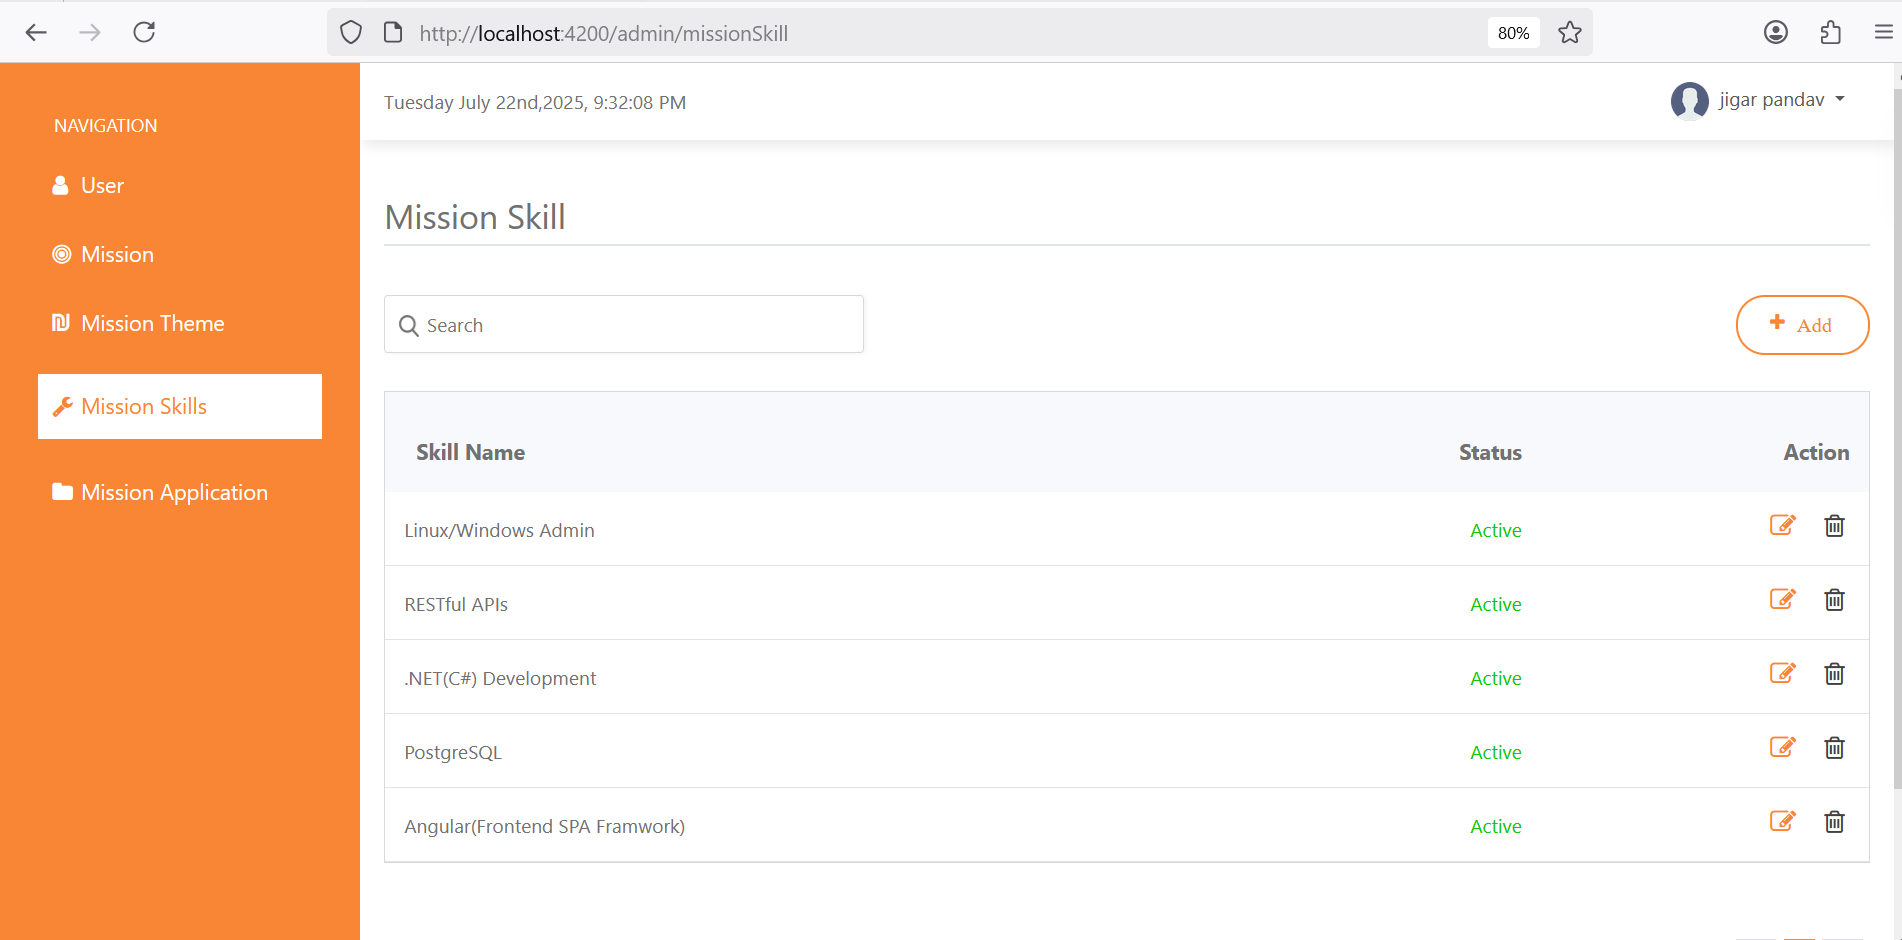 http://localhost:4200/admin/missionSkill
80%
NAVIGATION
User
Mission
Mission Theme
Mission Skills
Mission Application
Tuesday July 22nd,2025, 9:32:08 PM
jigar pandav
Mission Skill
Search
Add
Skill Name Status Action
Linux/Windows Admin Active
RESTful APIs Active
.NET(C#) Development Active
PostgreSQL Active
Angular(Frontend SPA Framwork) Active